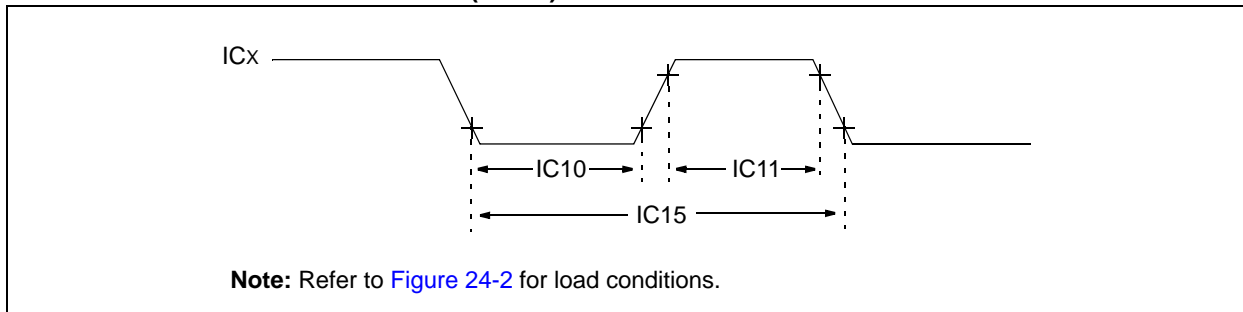 ICX
IC10
IC11
IC15
Note: Refer to Figure 24-2 for load conditions.